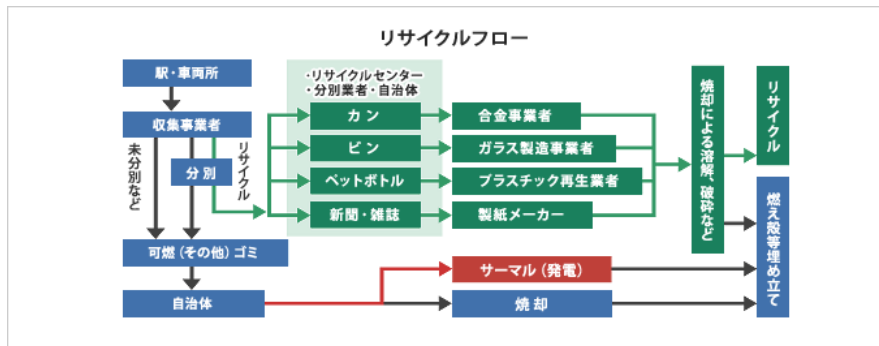 リサイクルフロー
駅・車両所
収集事業者
未分別など
分別
リサイクル
可燃（その他）ゴミ
自治体
・リサイクルセンター
・分別業者・自治体
カン
ビン
ペットボトル
新聞・雑誌
合金事業者
ガラス製造事業者
プラスチック再生業者
製紙メーカー
サーマル（発電）
焼却
焼却による溶解、破砕など
リサイクル
燃え殻等埋め立て